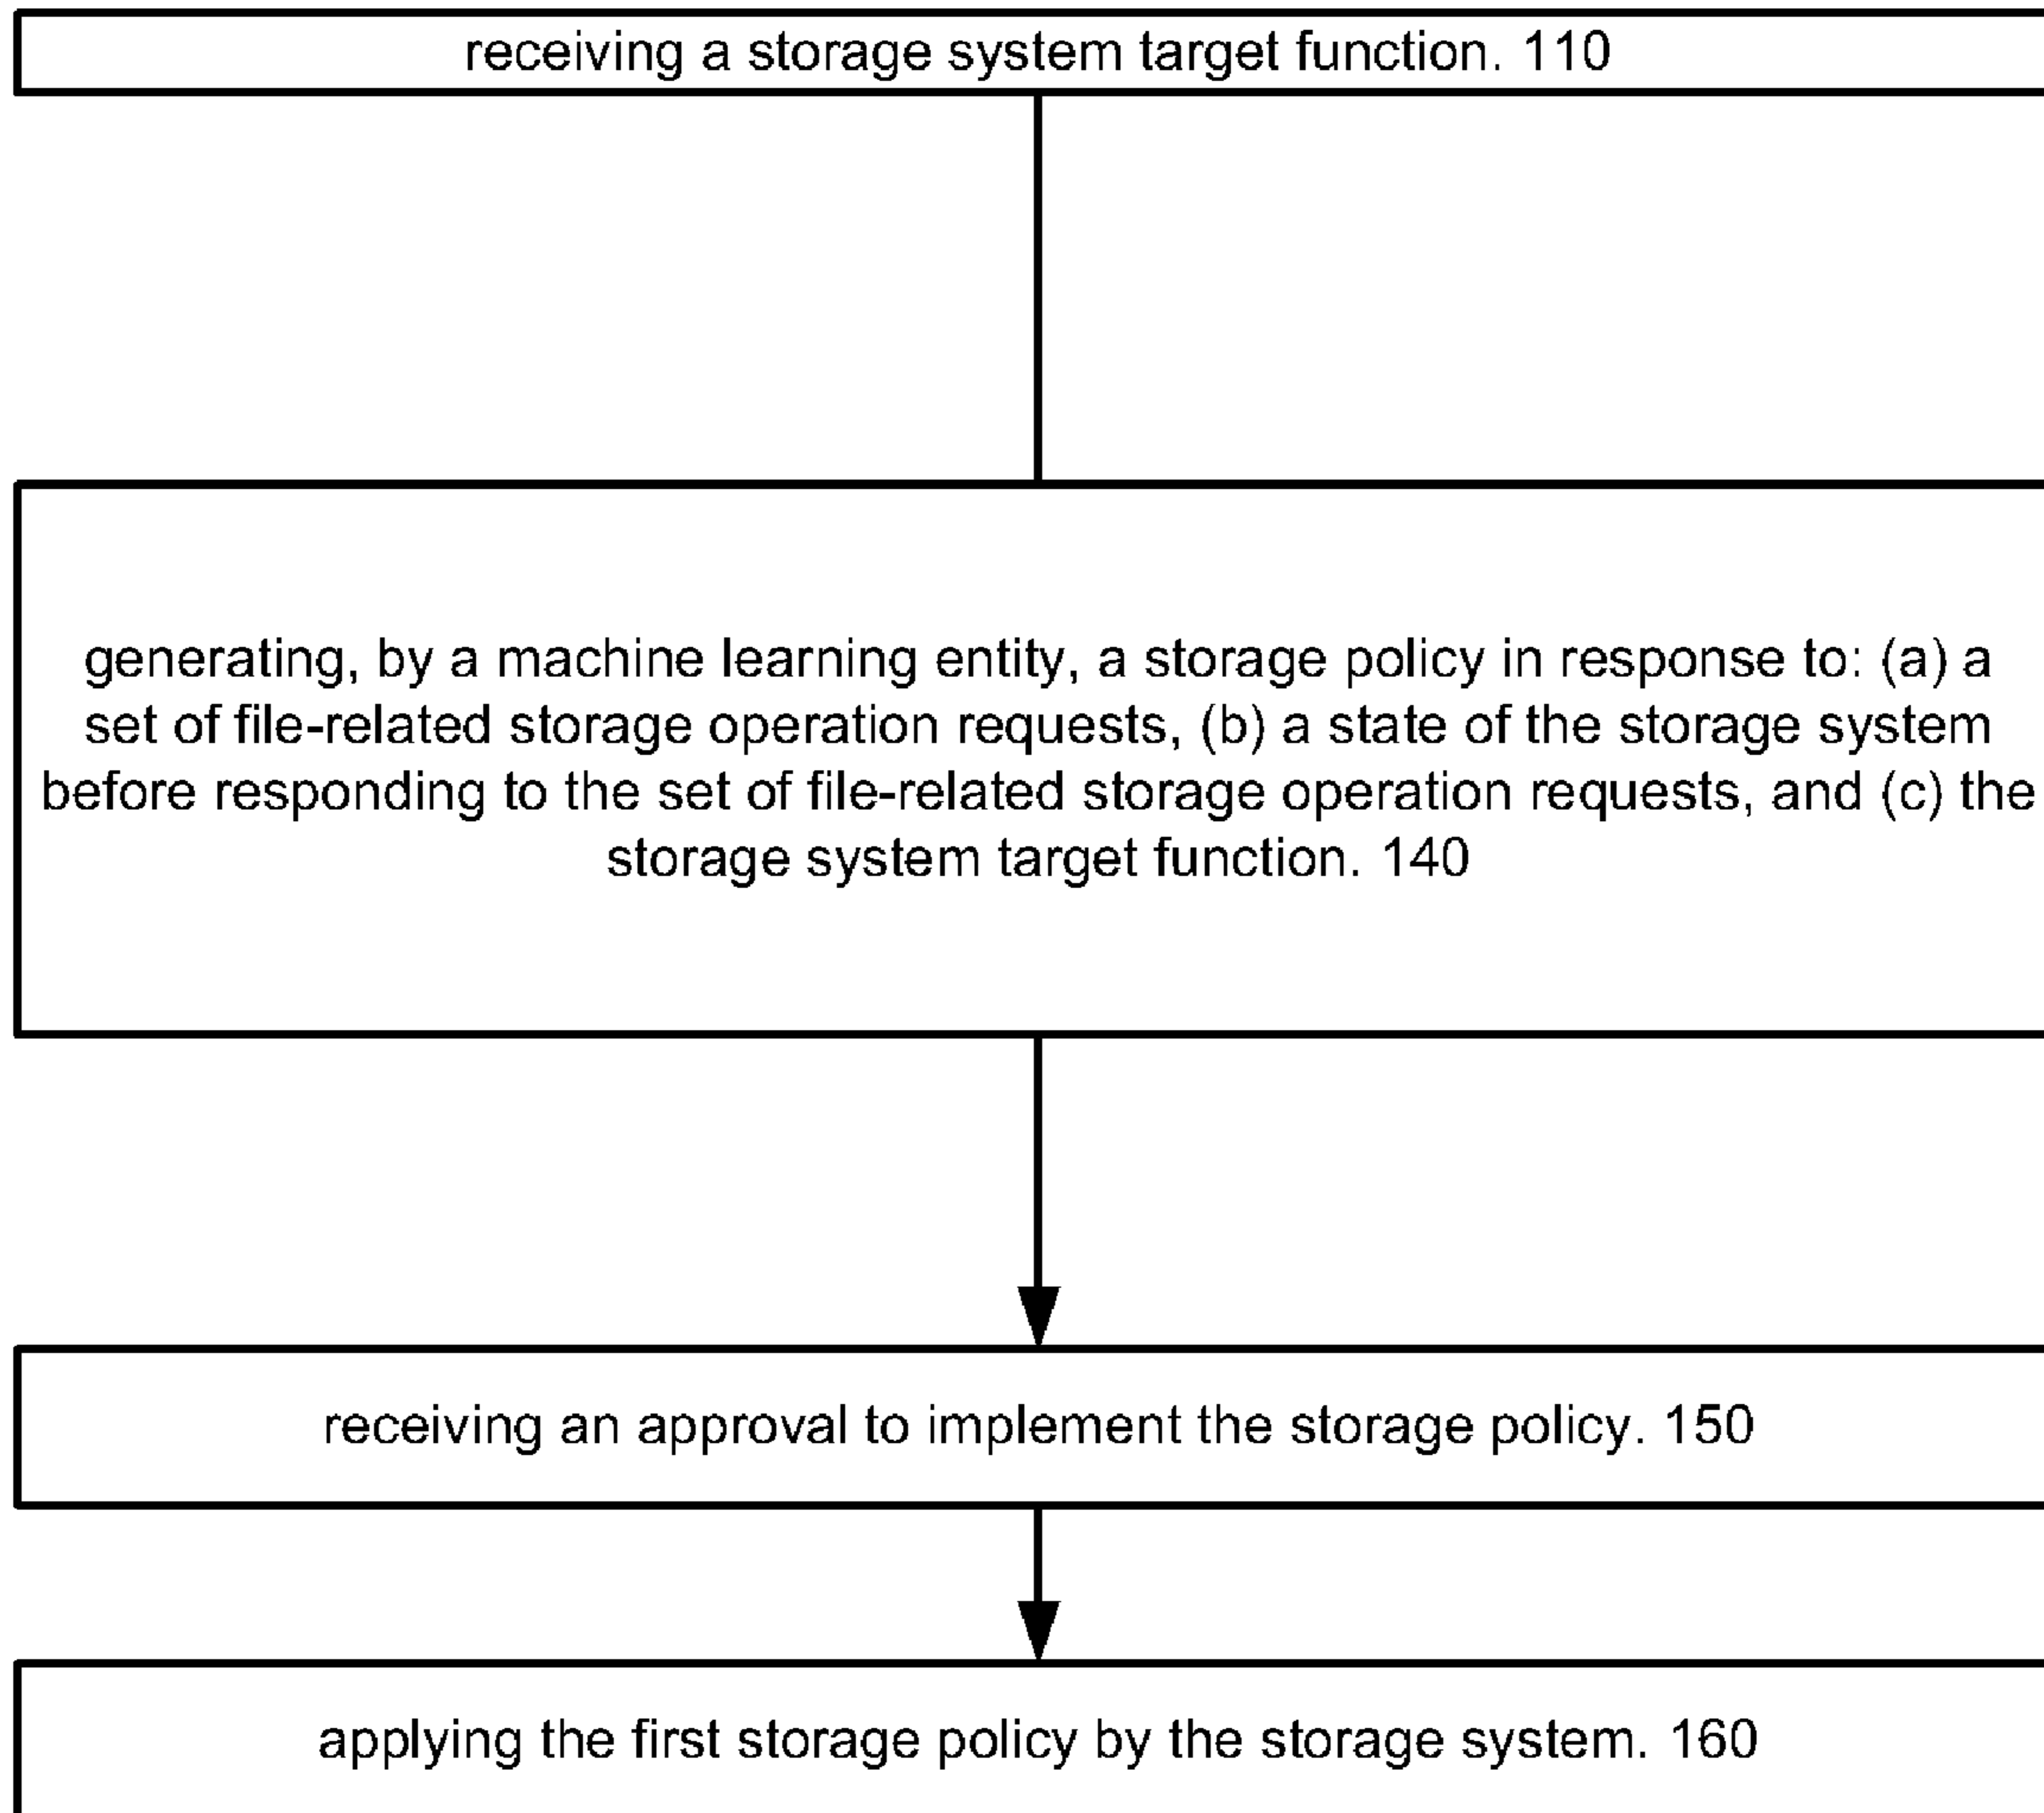 receiving a storage system target function. 110
generating, by a machine learning entity, a storage policy in response to: (a) a
set of file-related storage operation requests, (b) a state of the storage system
before responding to the set of file-related storage operation requests, and (c) the
storage system target function. 140
receiving an approval to implement the storage policy. 150
applying the first storage policy by the storage system. 160